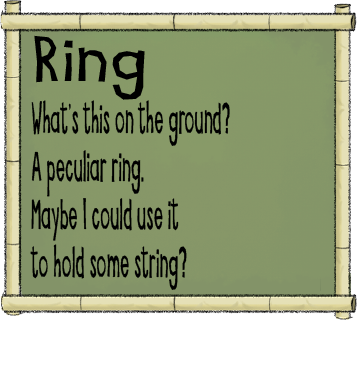 Ring
What's this on the ground?
A peculiar ring.
Maybe I could use it
to hold some string?